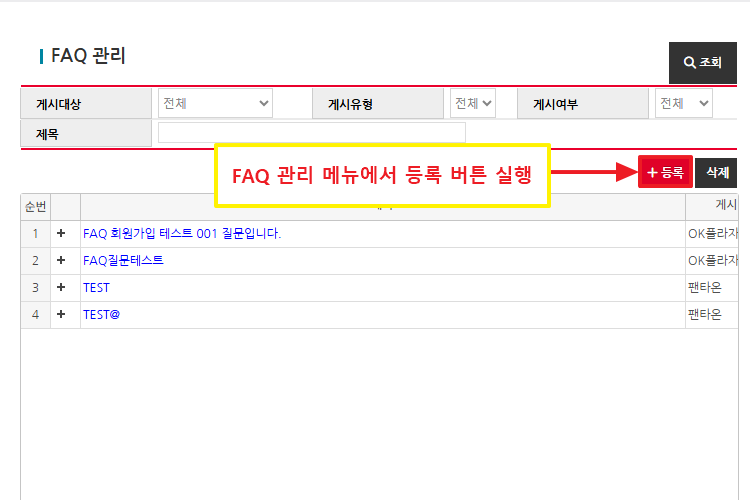 FAQ 관리
조회
게시대상 전체 게시유형 전체 게시여부 전체
제목
FAQ 관리 메뉴에서 등록 버튼 실행
+ 등록 삭제
순번 게시
1 + FAQ 회원가입 테스트 001 질문입니다. OK플라자
2 + FAQ질문테스트 OK플라자
3 + TEST 팬타온
4 + TEST@ 팬타온